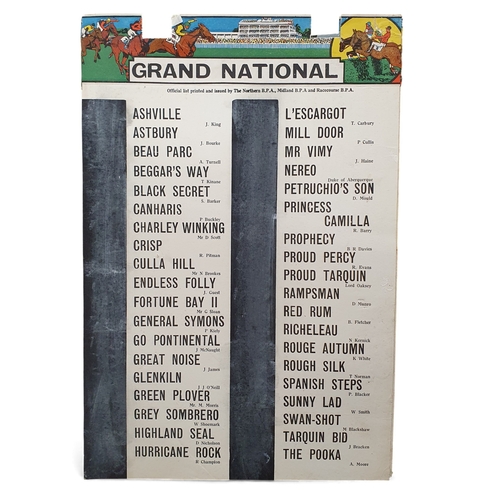 GRAND NATIONAL
Official list printed and issued by The Northern B.P.A., Midland B.P.A and Racecourse B.P.A.
ASHVILLE
J. King
ASTBURY
J. Bourke
BEAU PARC
A. Turnell
BEGGAR'S WAY
T. Kinane
BLACK SECRET
S. Barker
CANHARIS
P. Buckley
CHARLEY WINKING
Mr D Scott
CRISP
R. Pitman
CULLA HILL
Mr N Brookes
ENDLESS FOLLY
J. Guest
FORTUNE BAY II
Mr G Sloan
GENERAL SYMONS
P Kiely
GO PONTINENTAL
J. McNaught
GREAT NOISE
J. James
GLENKILN
J J O'Neill
GREEN PLOVER
Mr. M. Morris
GREY SOMBRERO
W Shoemark
HIGHLAND SEAL
D Nicholson
HURRICANE ROCK
R Champion
L'ESCARGOT
T. Carberry
MILL DOOR
P Cullis
MR VIMY
J. Haine
NEREO
Duke of Alberquerque
PETRUCHIO'S SON
D. Mould
PRINCESS
CAMILLA
R. Barry
PROPHECY
B R Davies
PROUD PERCY
R. Evans
PROUD TARQUIN
Lord Oaksey
RAMPSMAN
D Munro
RED RUM
B. Fletcher
RICHELEAU
N Kernick
ROUGE AUTUMN
K White
ROUGH SILK
T Norman
SPANISH STEPS
P. Blacker
SUNNY LAD
W Smith
SWAN-SHOT
M. Blackshaw
TARQUIN BID
J Bracken
THE POOKA
A. Moore